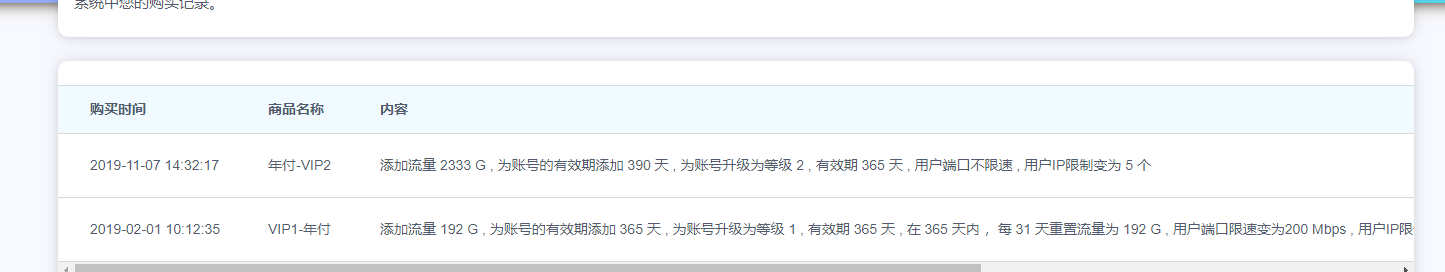 系统中您的购买记录。
购买时间 商品名称 内容
2019-11-07 14:32:17 年付-VIP2 添加流量 2333 G , 为账号的有效期添加 390 天 , 为账号升级为等级 2 , 有效期 365 天 , 用户端口不限速 , 用户IP限制变为 5 个
2019-02-01 10:12:35 VIP1-年付 添加流量 192 G , 为账号的有效期添加 365 天 , 为账号升级为等级 1 , 有效期 365 天 , 在 365 天内 ， 每 31 天重置流量为 192 G , 用户端口限速变为200 Mbps , 用户IP限